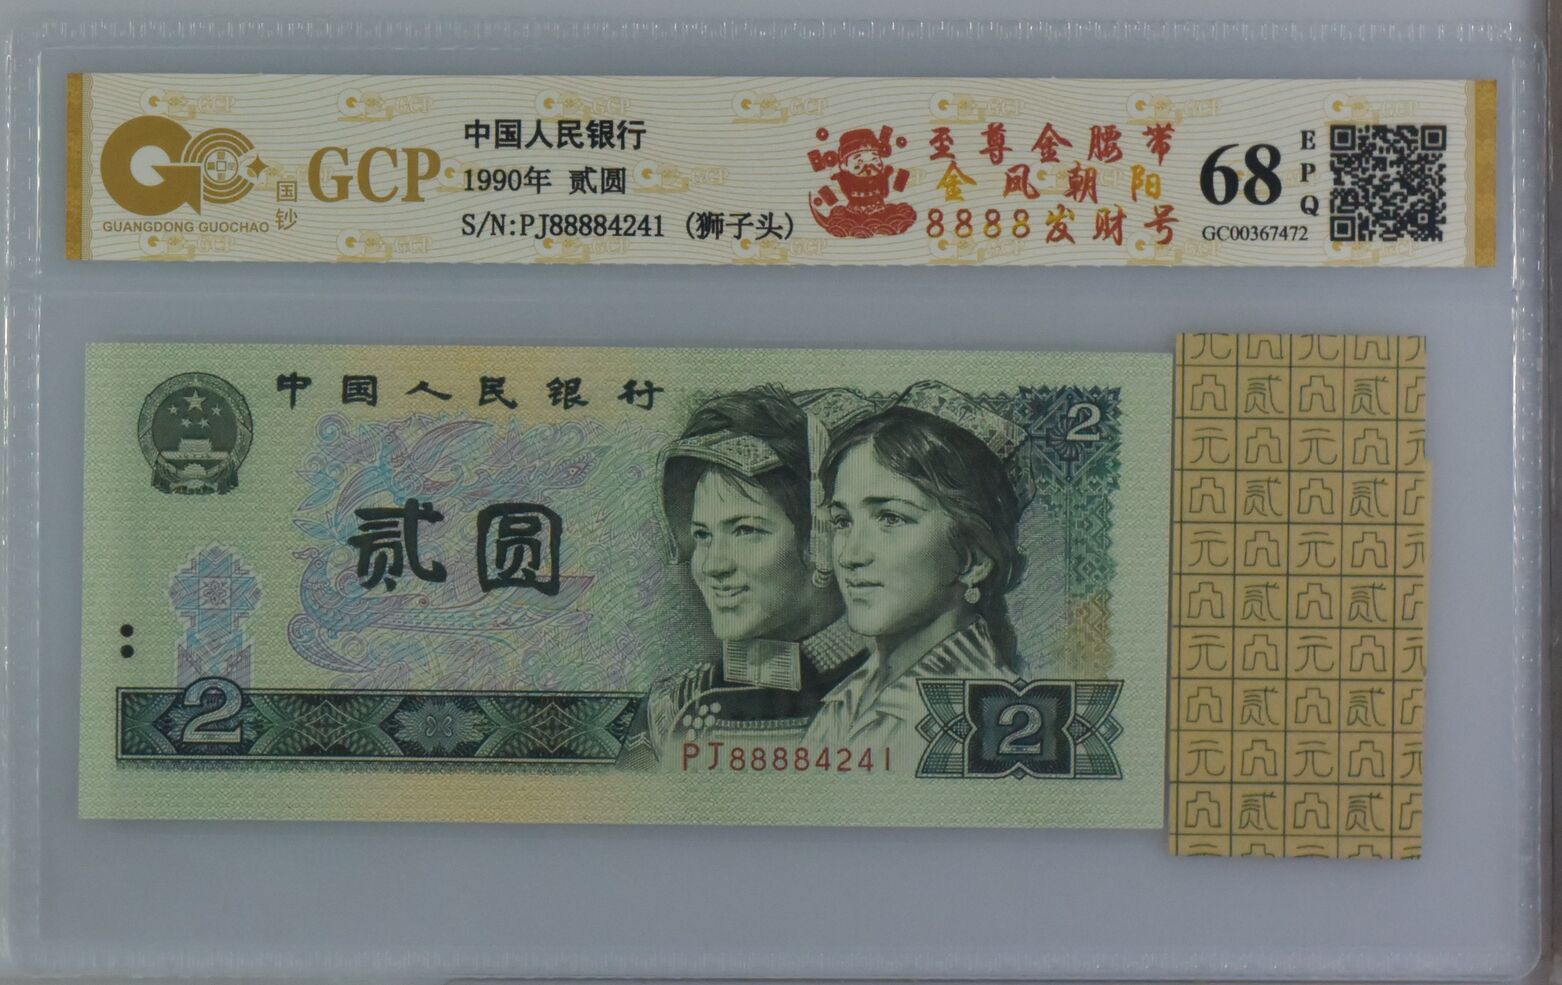 GCP
GUANGDONG GUOCHAO
国钞
中国人民银行
1990年 贰圆
S/N:PJ88884241 (狮子头)
至尊金腰带
金凤朝阳
8888发财号
68
EPQ
GC00367472
中国人民银行
贰圆
2
2
2
PJ88884241